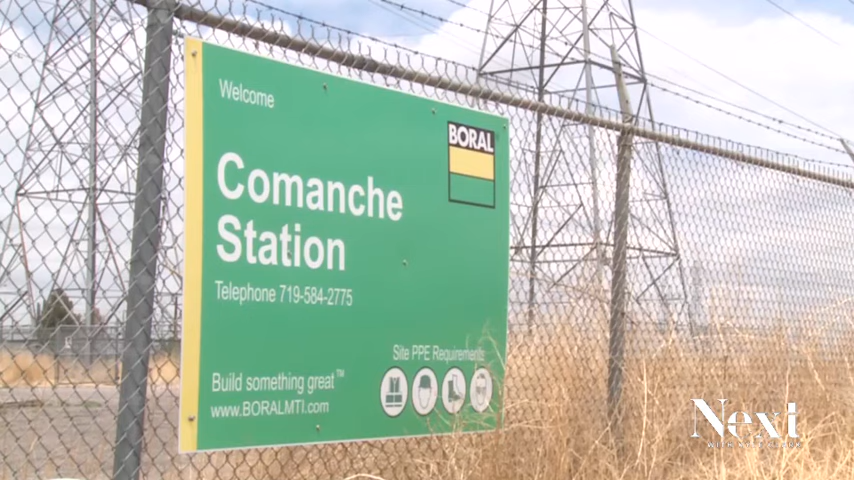 Welcome
BORAL
Comanche
Station
Telephone 719-584-2775
Site PPE Requirements
Build something great™
www.BORALMTI.com
Next